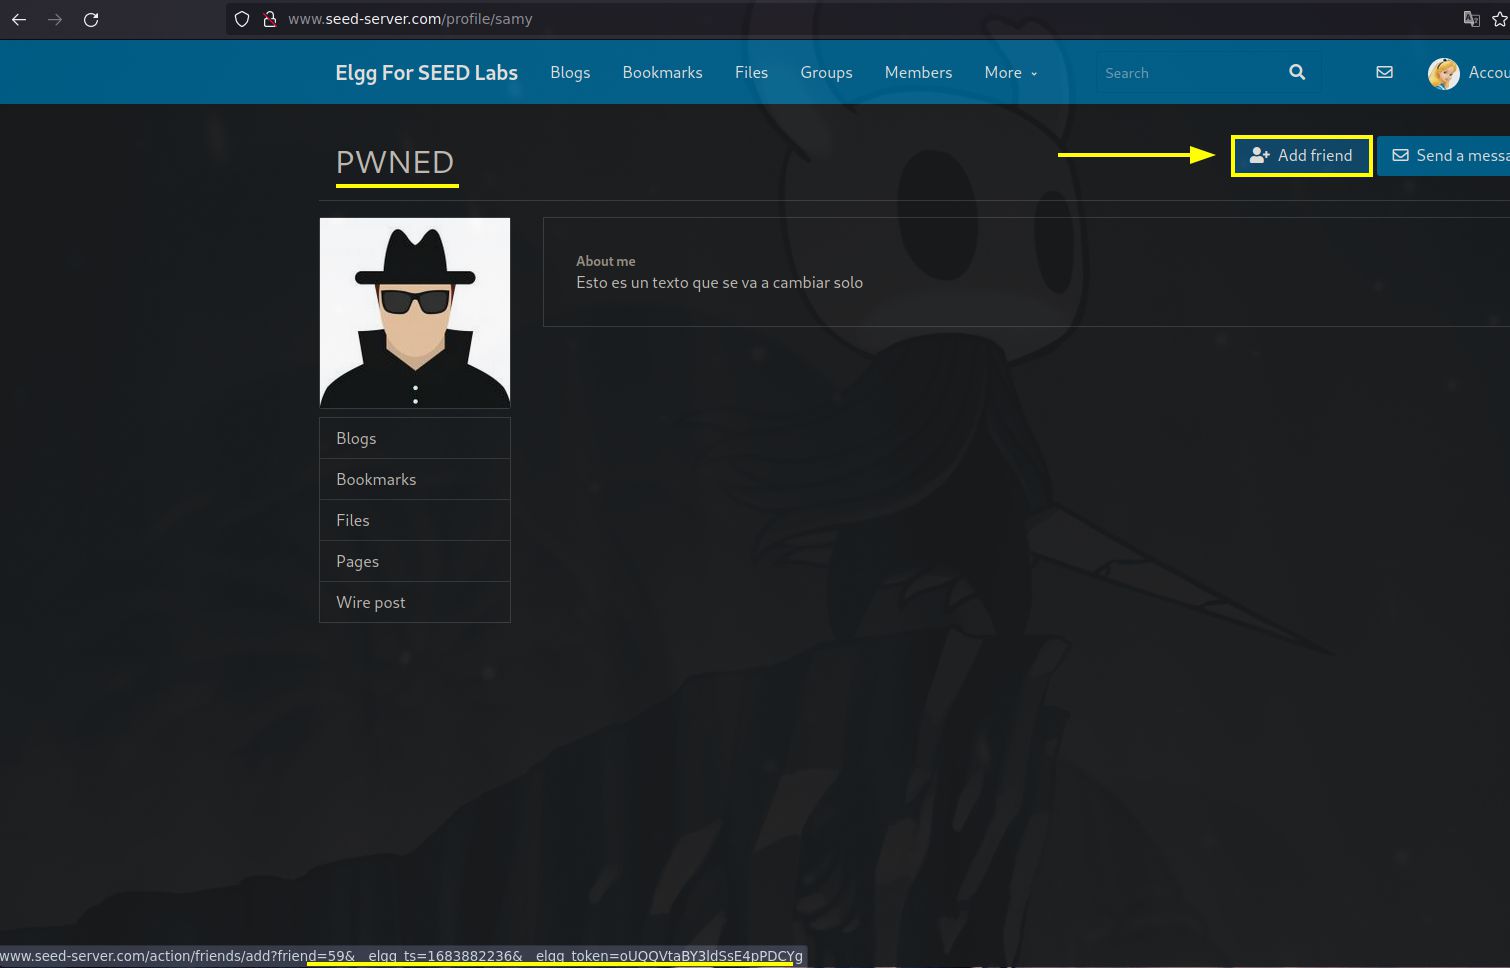 www.seed-server.com/profile/samy
Elgg For SEED Labs Blogs Bookmarks Files Groups Members More Search Accou
PWNED
Add friend Send a messa
About me
Esto es un texto que se va a cambiar solo
Blogs
Bookmarks
Files
Pages
Wire post
www.seed-server.com/action/friends/add?friend=59&__elgg_ts=1683882236&__elgg_token=oUQQVtaBY3ldSsE4pPDCYg